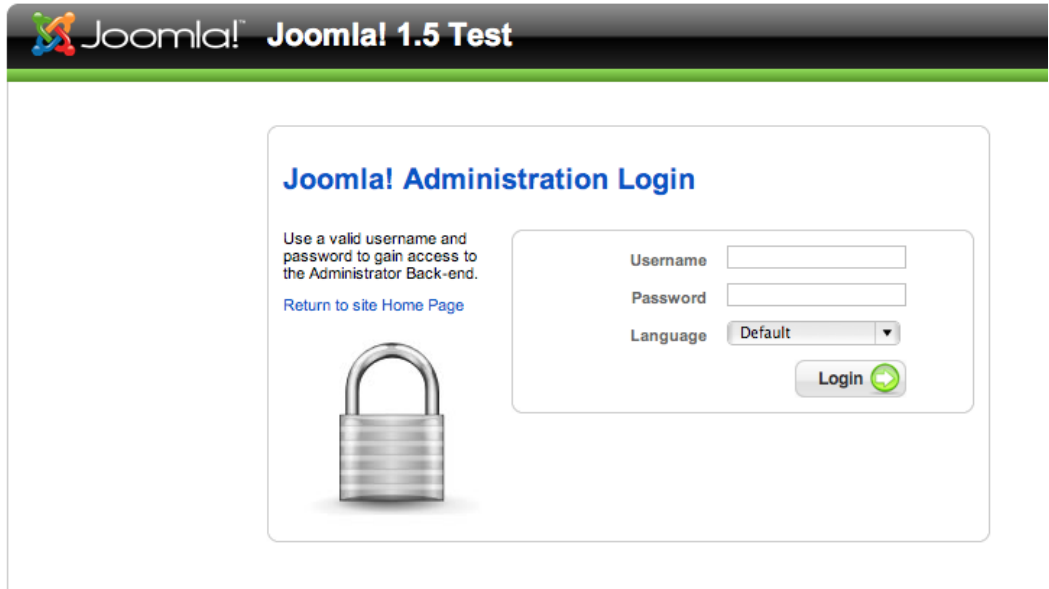 Joomla!™ Joomla! 1.5 Test
Joomla! Administration Login
Use a valid username and
password to gain access to
the Administrator Back-end.
Return to site Home Page
Username
Password
Language Default
Login